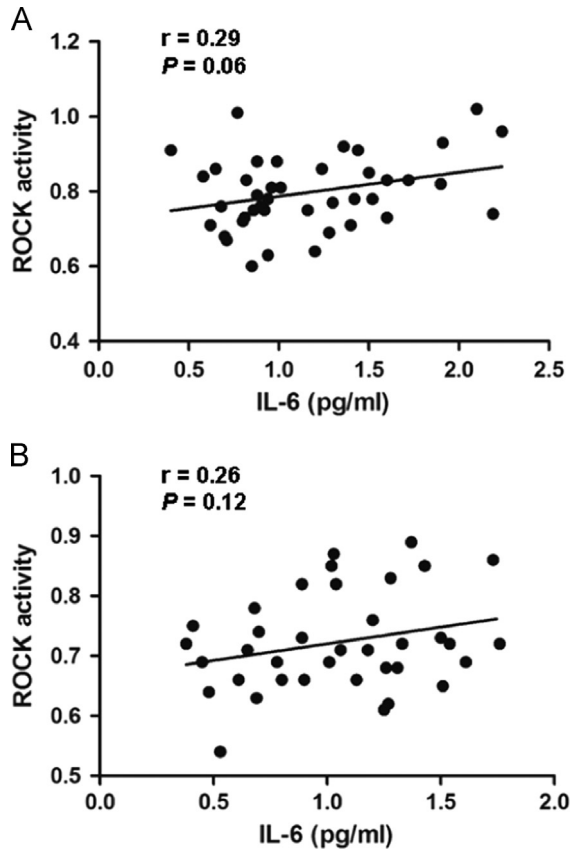 A
r = 0.29
P = 0.06
1.2
1.0
0.8
0.6
0.4
ROCK activity
0.0 0.5 1.0 1.5 2.0 2.5
IL-6 (pg/ml)
B
r = 0.26
P = 0.12
1.0
0.9
0.8
0.7
0.6
0.5
ROCK activity
0.0 0.5 1.0 1.5 2.0
IL-6 (pg/ml)